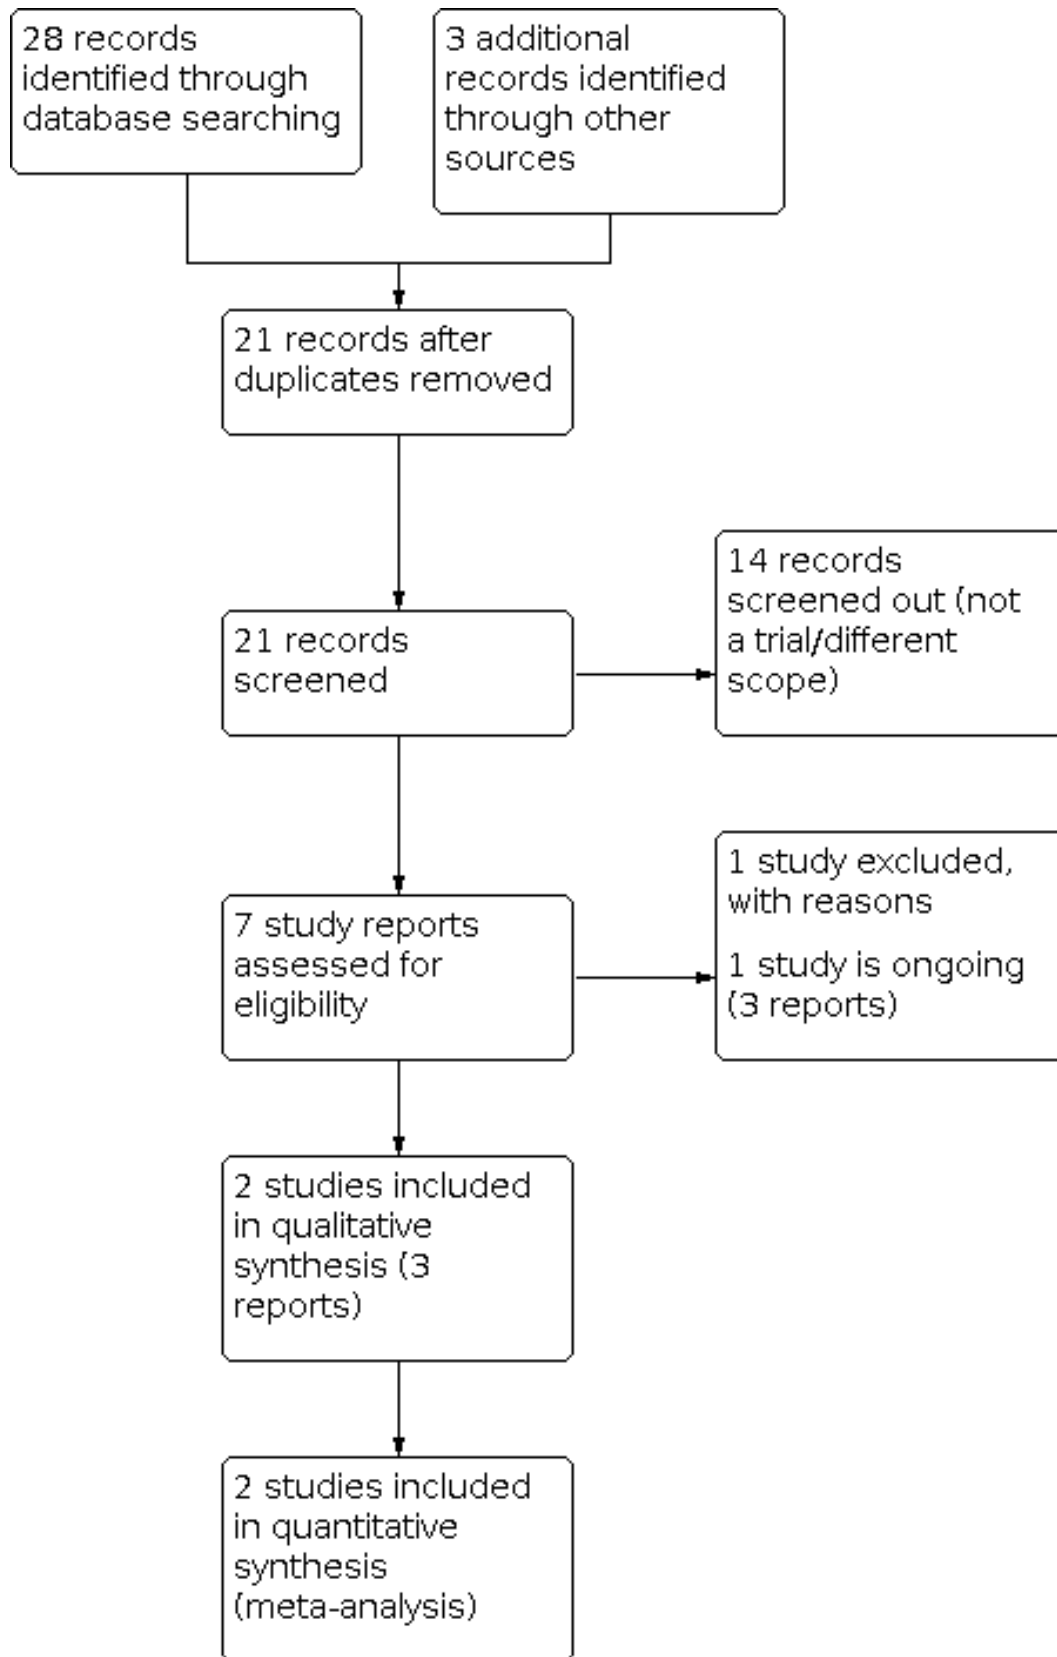 28 records
identified through
database searching
3 additional
records identified
through other
sources
21 records after
duplicates removed
21 records
screened
14 records
screened out (not
a trial/different
scope)
7 study reports
assessed for
eligibility
1 study excluded,
with reasons
1 study is ongoing
(3 reports)
2 studies included
in qualitative
synthesis (3
reports)
2 studies included
in quantitative
synthesis
(meta-analysis)